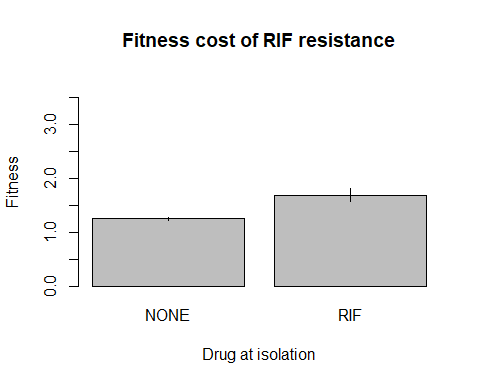 Fitness cost of RIF resistance
Fitness
3.0
2.0
1.0
0.0
NONE RIF
Drug at isolation